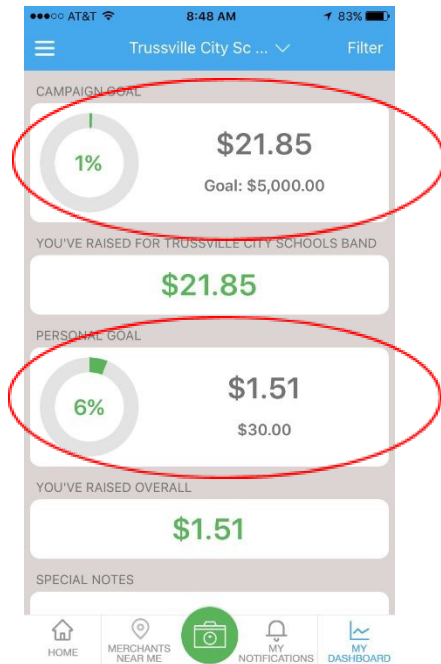 AT&T 8:48 AM 83%
Trussville City Sc ... Filter
CAMPAIGN GOAL
1%
$21.85
Goal: $5,000.00
YOU'VE RAISED FOR TRUSSVILLE CITY SCHOOLS BAND
$21.85
PERSONAL GOAL
6%
$1.51
$30.00
YOU'VE RAISED OVERALL
$1.51
SPECIAL NOTES
HOME
MERCHANTS
NEAR ME
MY
NOTIFICATIONS
MY
DASHBOARD